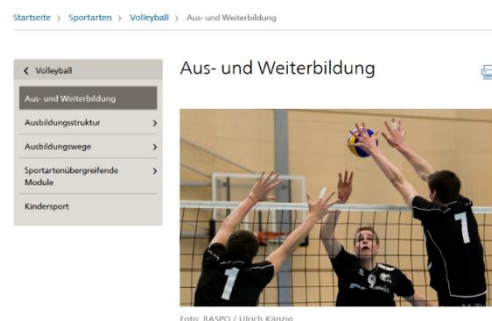 Startseite > Sportarten > Volleyball > Aus- und Weiterbildung
Volleyball
Aus- und Weiterbildung
Ausbildungsstruktur
Ausbildungswege
Sportartenübergreifende
Module
Kindersport
Aus- und Weiterbildung
1
9
1
Foto: BASPO / Ulrich Känzig